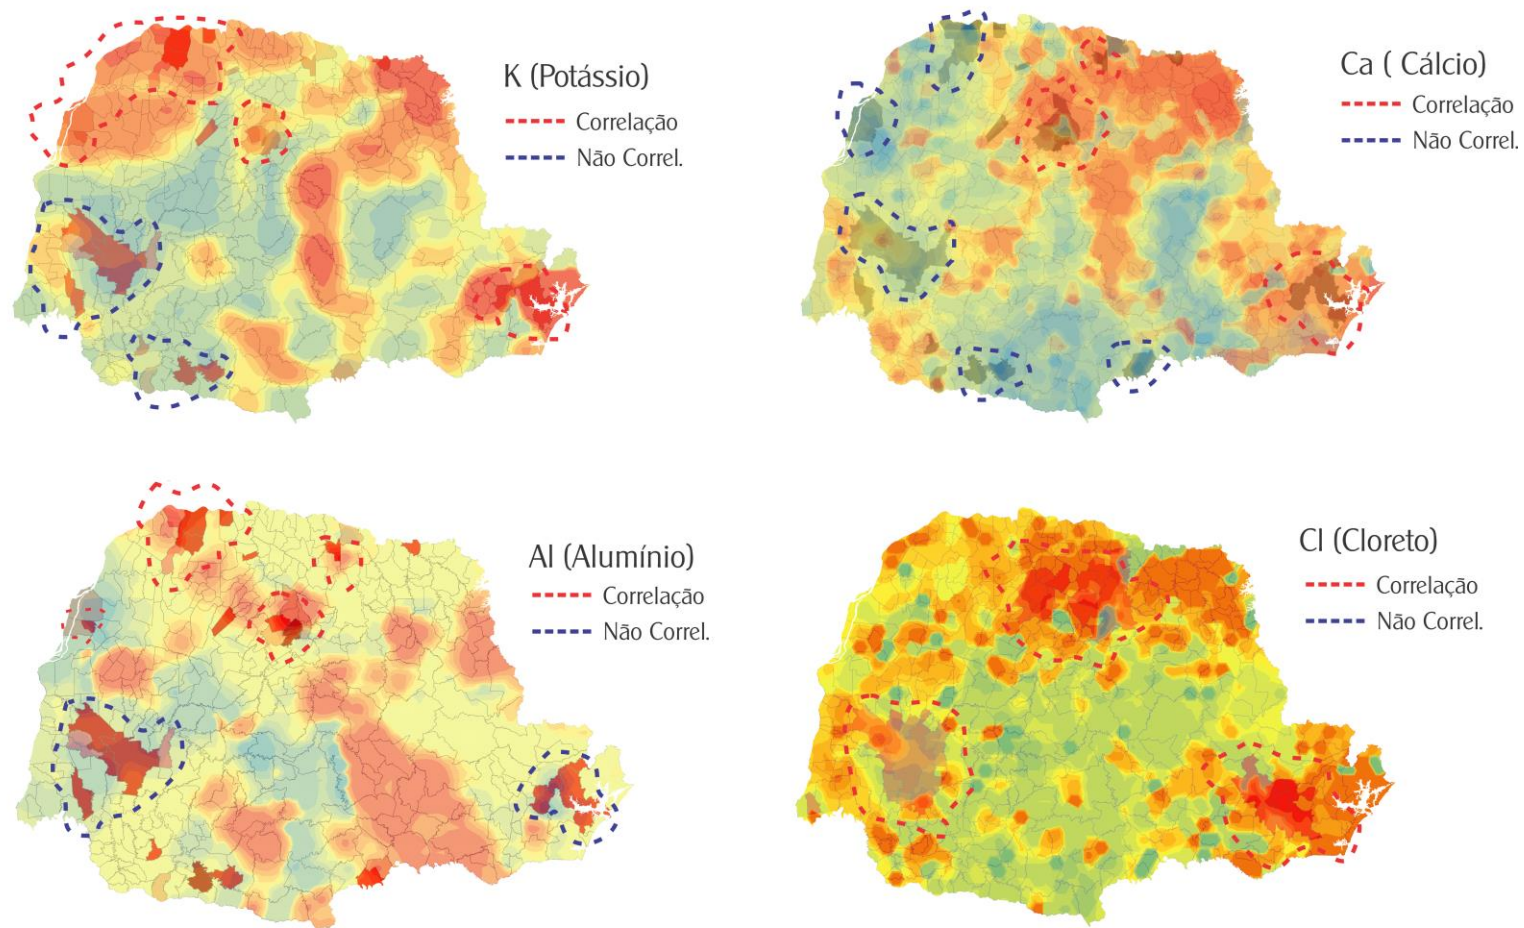 K (Potássio)
Correlação
Não Correl.
Ca ( Cálcio)
Correlação
Não Correl.
Al (Alumínio)
Correlação
Não Correl.
Cl (Cloreto)
Correlação
Não Correl.